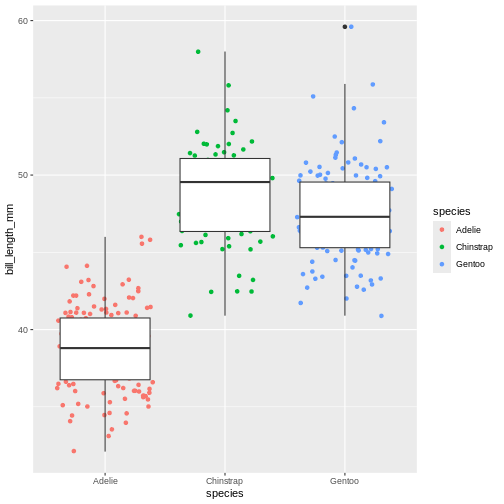 60
50
40
bill_length_mm
Adelie
Chinstrap
Gentoo
species
species
Adelie
Chinstrap
Gentoo